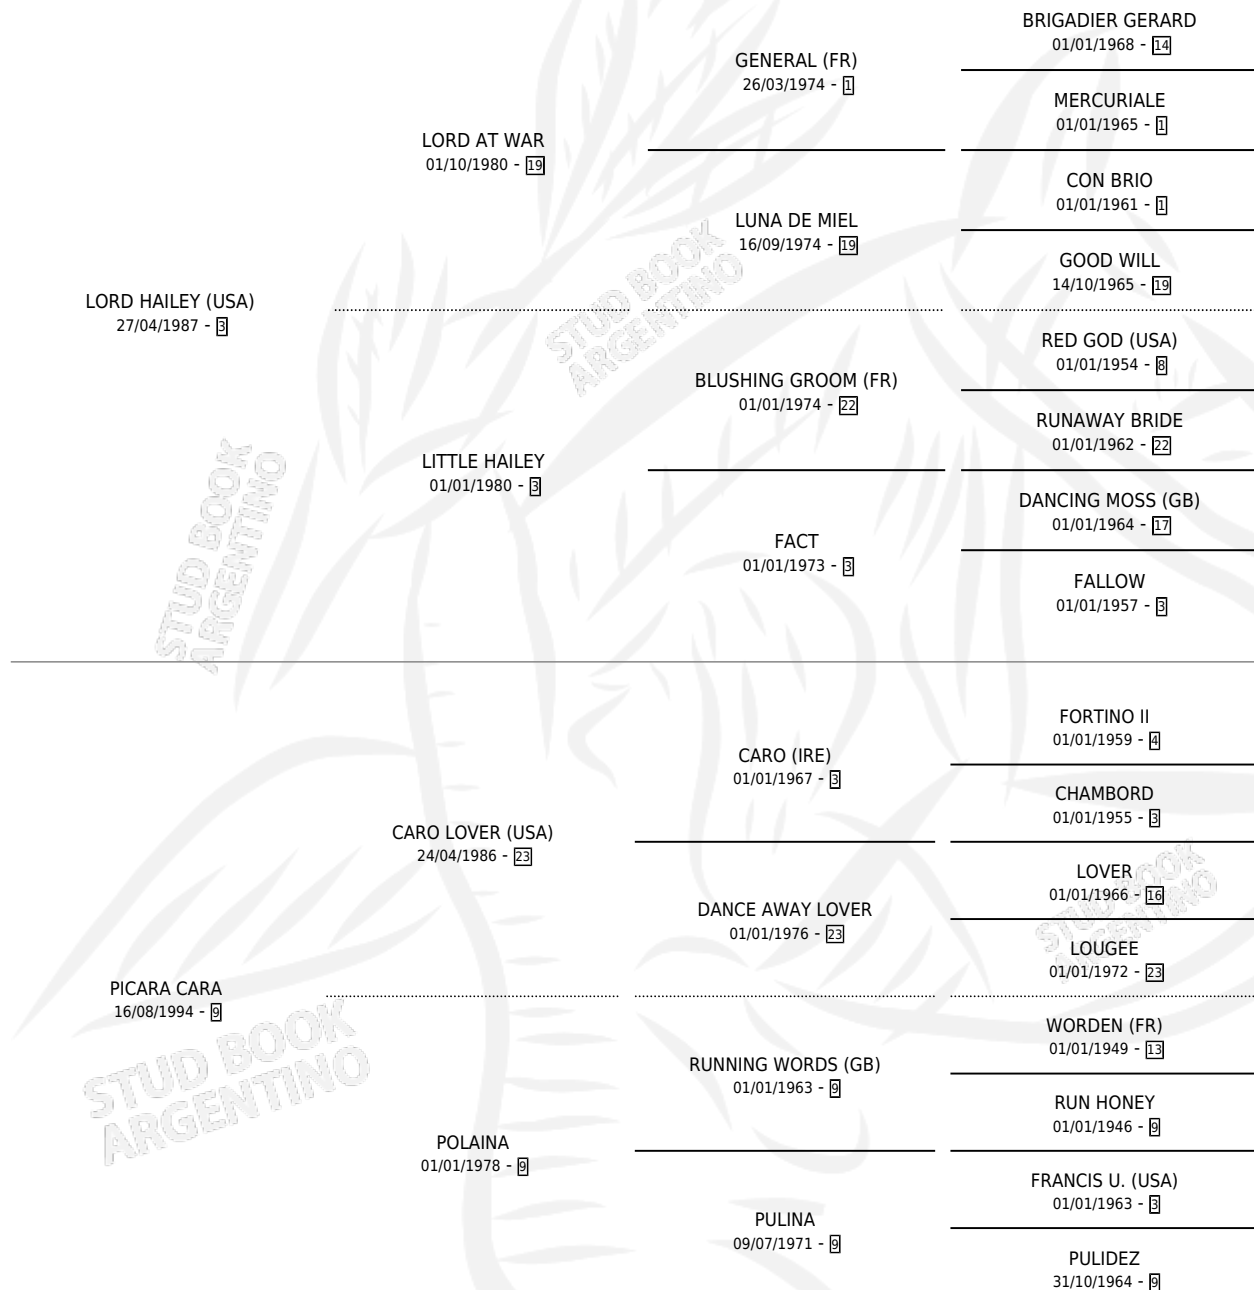 BRIGADIER GERARD
01/01/1968 - 14
GENERAL (FR)
26/03/1974 - 1
MERCURIALE
01/01/1965 - 1
LORD AT WAR
01/10/1980 - 19
CON BRIO
01/01/1961 - 1
LUNA DE MIEL
16/09/1974 - 19
GOOD WILL
14/10/1965 - 19
LORD HAILEY (USA)
27/04/1987 - 3
RED GOD (USA)
01/01/1954 - 8
BLUSHING GROOM (FR)
01/01/1974 - 22
RUNAWAY BRIDE
01/01/1962 - 22
LITTLE HAILEY
01/01/1980 - 3
DANCING MOSS (GB)
01/01/1964 - 17
FACT
01/01/1973 - 3
FALLOW
01/01/1957 - 3
STUD BOOK
ARGENTINO
STUD BOOK
ARGENTINO
FORTINO II
01/01/1959 - 4
CARO (IRE)
01/01/1967 - 3
CHAMBORD
01/01/1955 - 3
CARO LOVER (USA)
24/04/1986 - 23
LOVER
01/01/1966 - 16
DANCE AWAY LOVER
01/01/1976 - 23
LOUGEE
01/01/1972 - 23
STUD BOOK
ARGENTINO
PICARA CARA
16/08/1994 - 9
WORDEN (FR)
01/01/1949 - 13
RUNNING WORDS (GB)
01/01/1963 - 9
RUN HONEY
01/01/1946 - 9
STUD BOOK
ARGENTINO
POLAINA
01/01/1978 - 9
FRANCIS U. (USA)
01/01/1963 - 3
PULINA
09/07/1971 - 9
PULIDEZ
31/10/1964 - 9